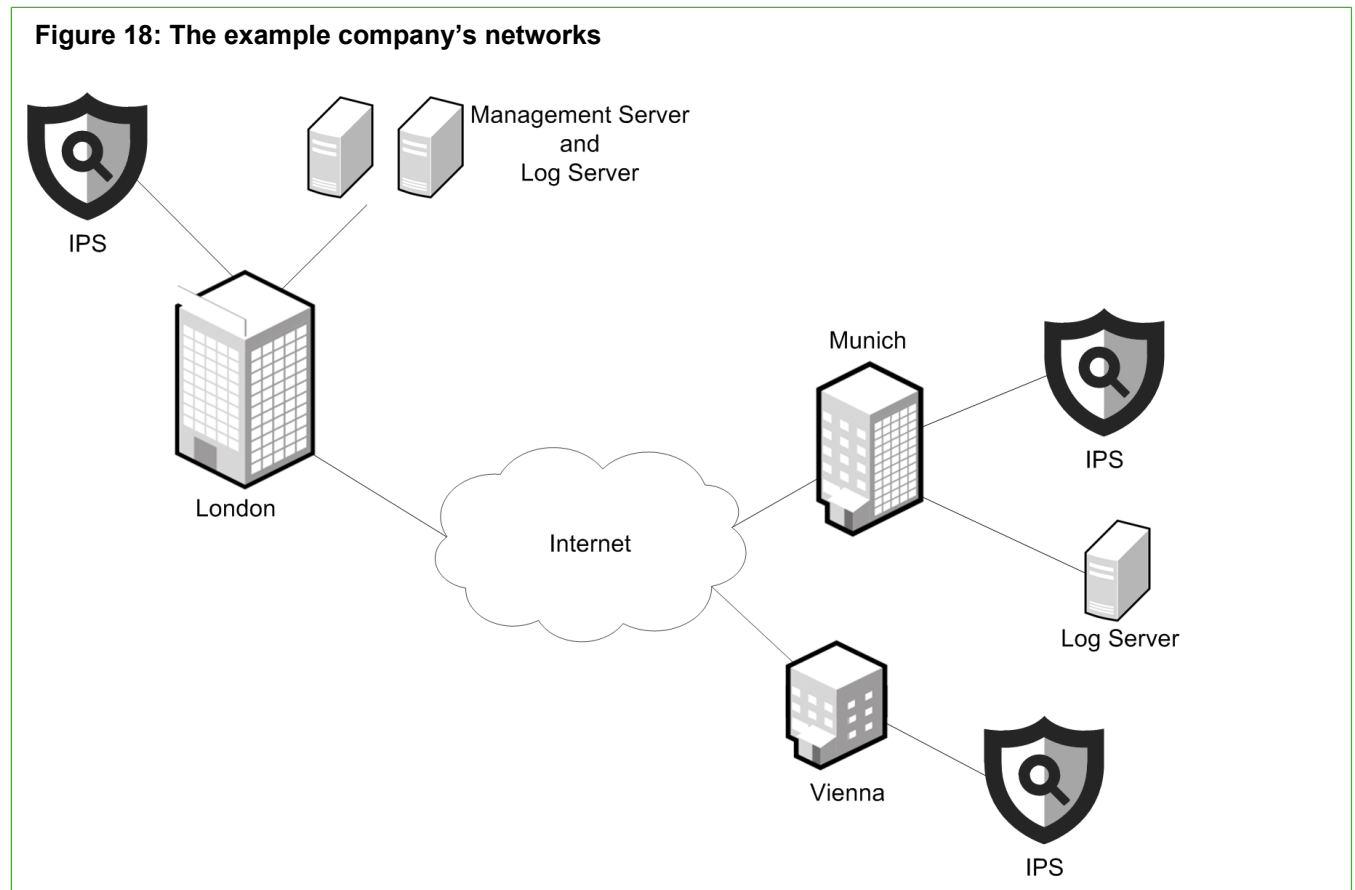 Figure 18: The example company's networks
Management Server
and
Log Server
IPS
London
Munich
IPS
Internet
Log Server
Vienna
IPS